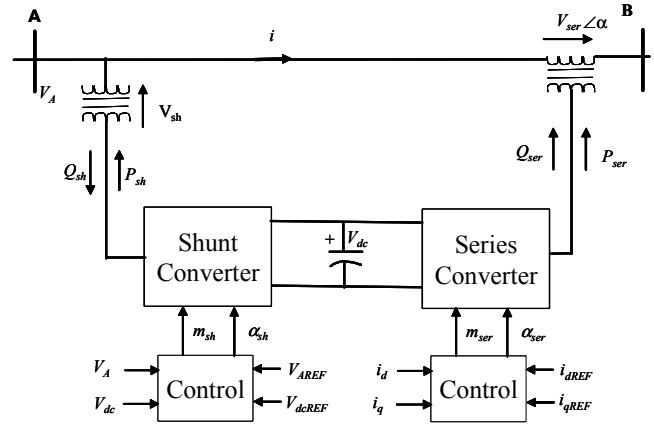 A
B
V_ser ∠α
i
V_A
V_sh
Q_sh
P_sh
Q_ser
P_ser
Shunt
Converter
+
V_dc
Series
Converter
m_sh
α_sh
m_ser
α_ser
V_A
V_dc
Control
V_AREF
V_dcREF
i_d
i_q
Control
i_dREF
i_qREF